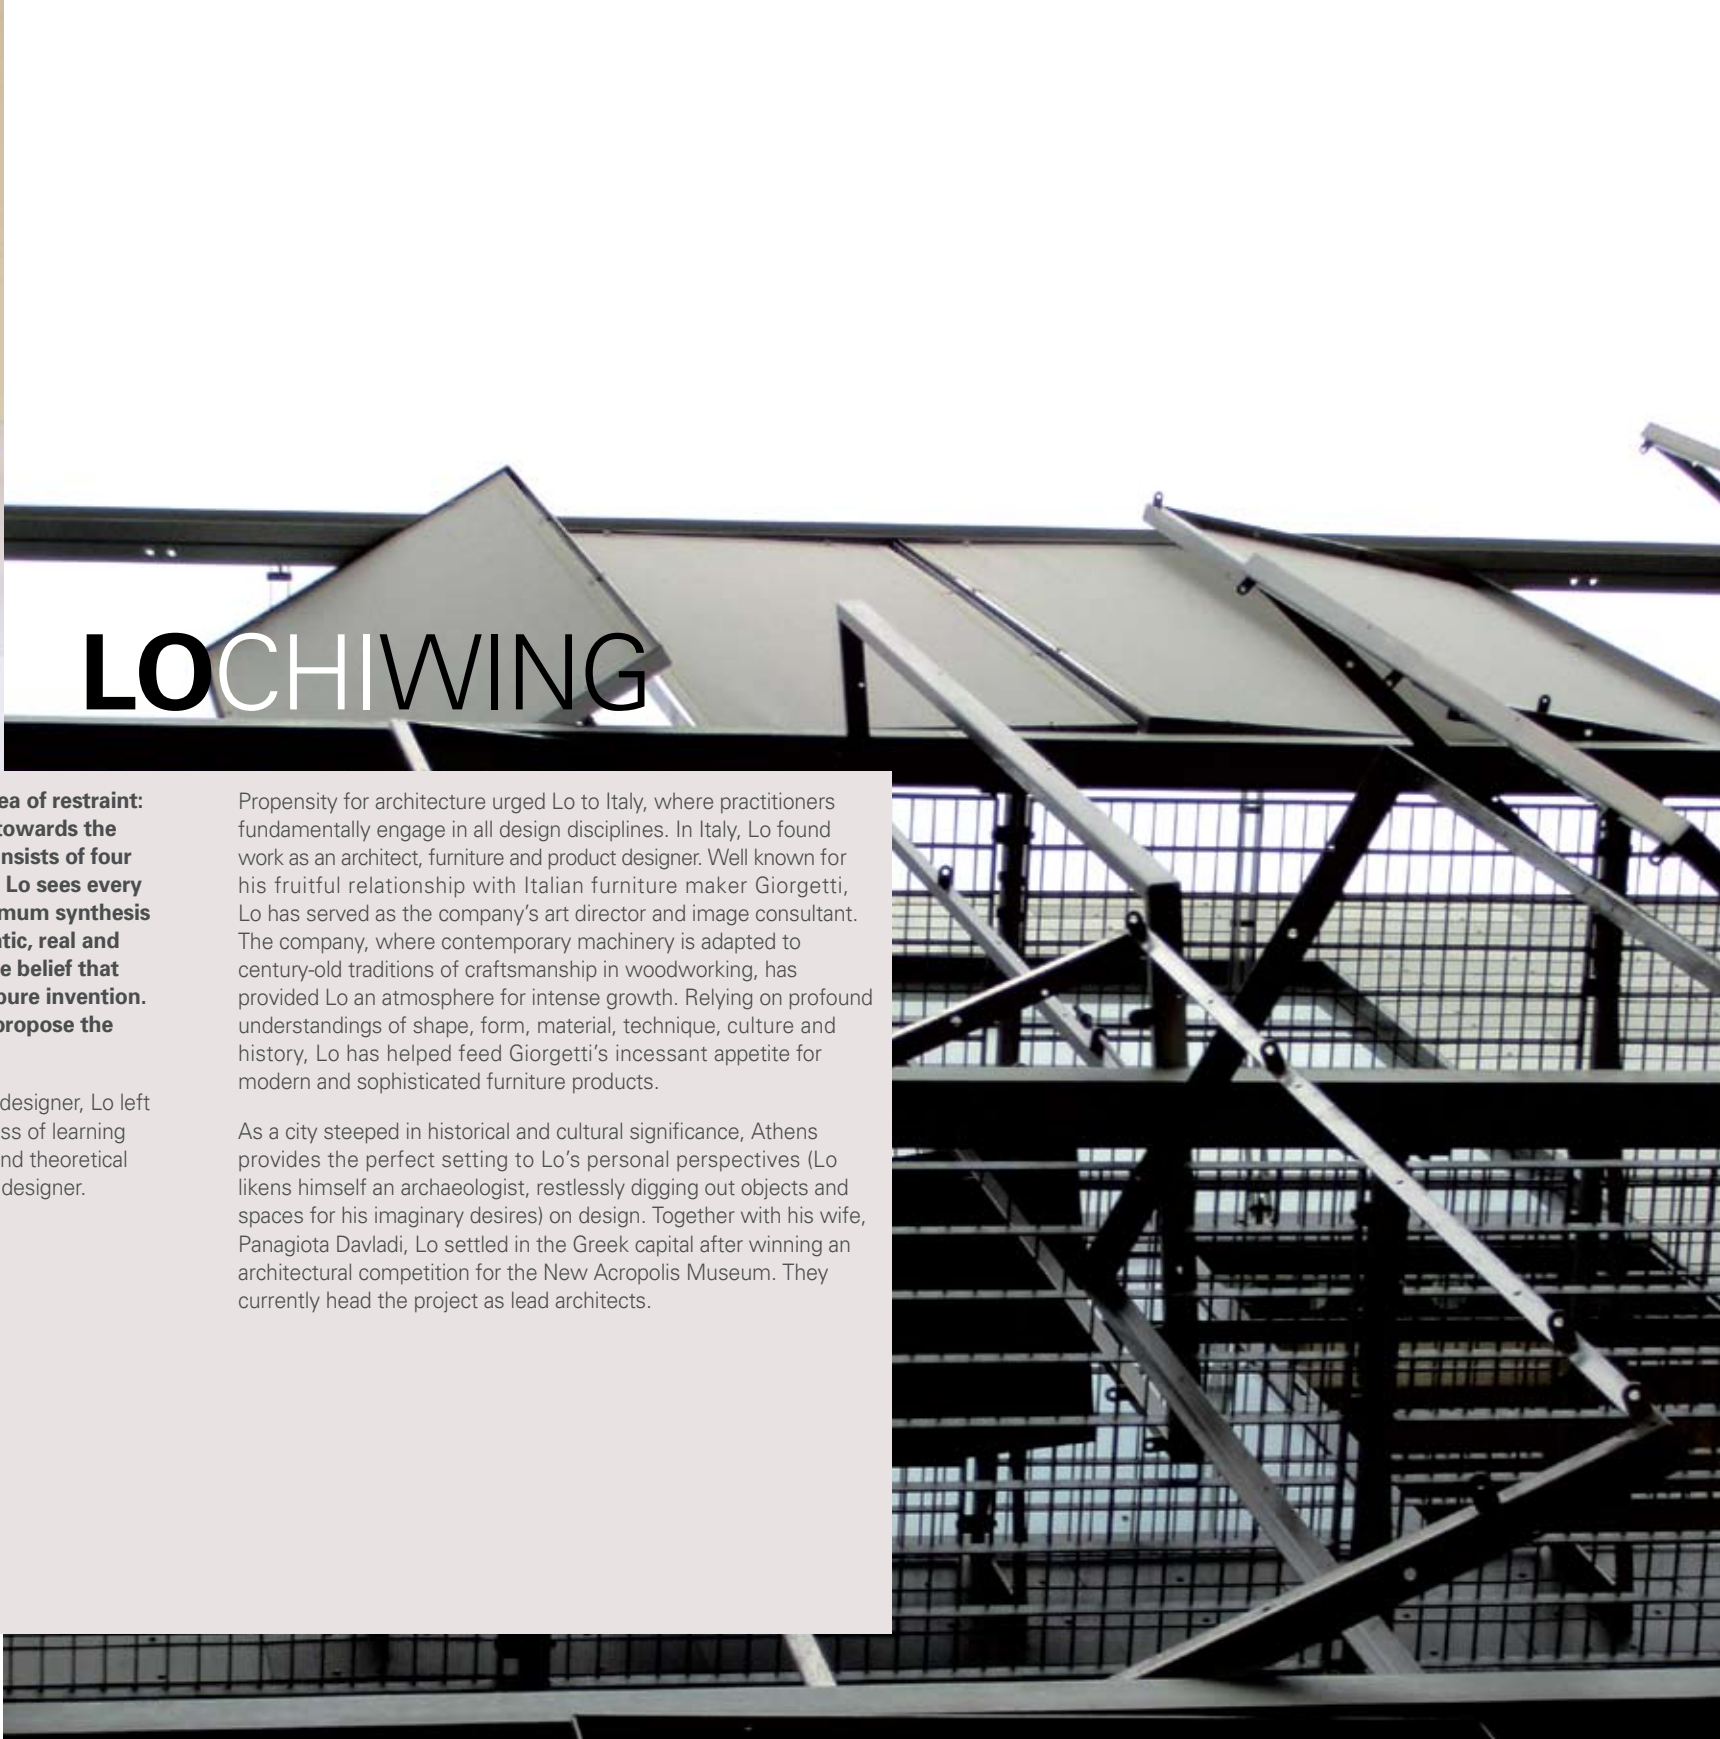 LOCHIWING
ea of restraint:
towards the
nsists of four
Lo sees every
mum synthesis
tic, real and
e belief that
pure invention.
propose the
designer, Lo left
ss of learning
nd theoretical
designer.
Propensity for architecture urged Lo to Italy, where practitioners
fundamentally engage in all design disciplines. In Italy, Lo found
work as an architect, furniture and product designer. Well known for
his fruitful relationship with Italian furniture maker Giorgetti,
Lo has served as the company’s art director and image consultant.
The company, where contemporary machinery is adapted to
century-old traditions of craftsmanship in woodworking, has
provided Lo an atmosphere for intense growth. Relying on profound
understandings of shape, form, material, technique, culture and
history, Lo has helped feed Giorgetti’s incessant appetite for
modern and sophisticated furniture products.
As a city steeped in historical and cultural significance, Athens
provides the perfect setting to Lo’s personal perspectives (Lo
likens himself an archaeologist, restlessly digging out objects and
spaces for his imaginary desires) on design. Together with his wife,
Panagiota Davladi, Lo settled in the Greek capital after winning an
architectural competition for the New Acropolis Museum. They
currently head the project as lead architects.